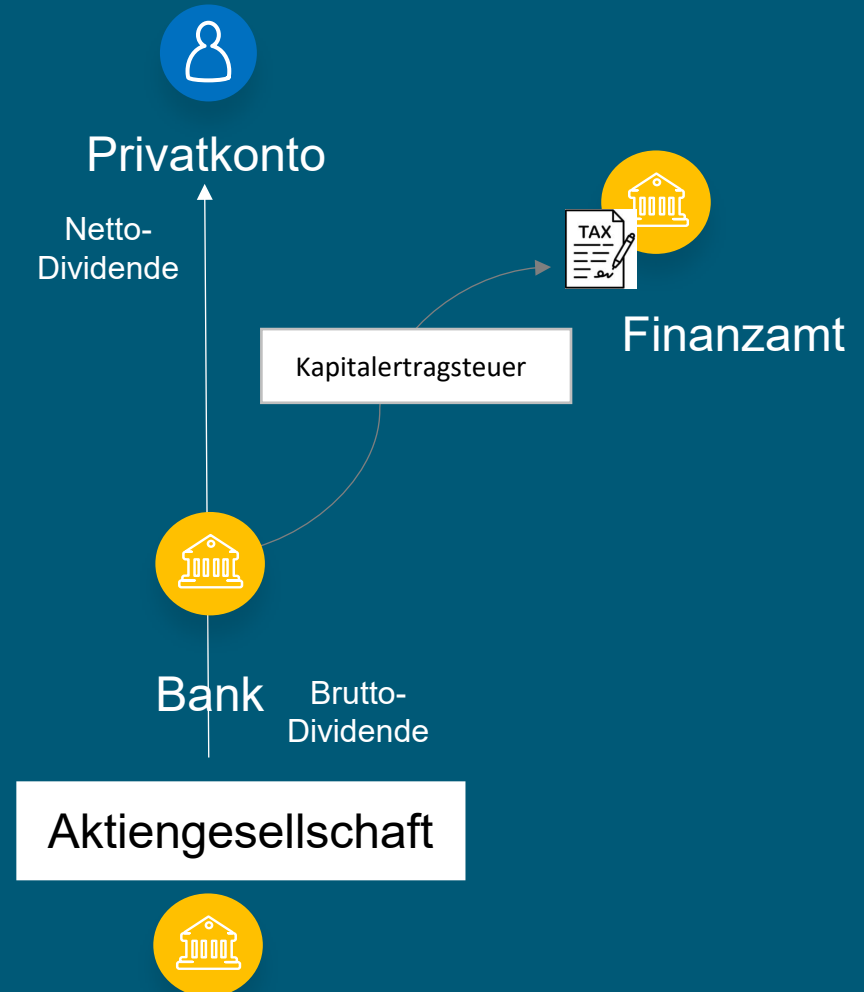 Privatkonto
Netto-
Dividende
TAX
Finanzamt
Kapitalertragsteuer
Bank
Brutto-
Dividende
Aktiengesellschaft